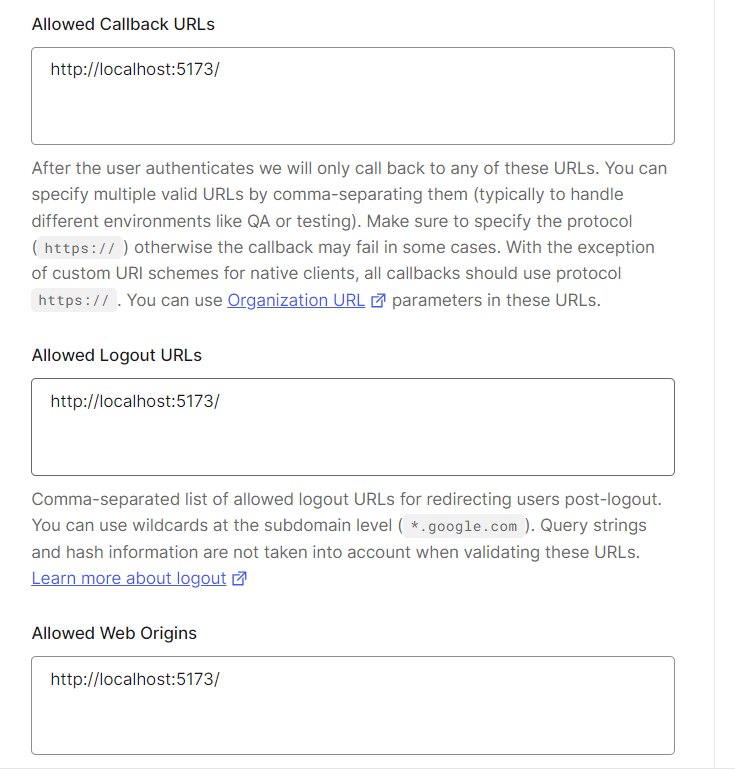 Allowed Callback URLs
http://localhost:5173/
After the user authenticates we will only call back to any of these URLs. You can
specify multiple valid URLs by comma-separating them (typically to handle
different environments like QA or testing). Make sure to specify the protocol
( https:// ) otherwise the callback may fail in some cases. With the exception
of custom URI schemes for native clients, all callbacks should use protocol
https:// . You can use Organization URL parameters in these URLs.
Allowed Logout URLs
http://localhost:5173/
Comma-separated list of allowed logout URLs for redirecting users post-logout.
You can use wildcards at the subdomain level ( *.google.com ). Query strings
and hash information are not taken into account when validating these URLs.
Learn more about logout
Allowed Web Origins
http://localhost:5173/